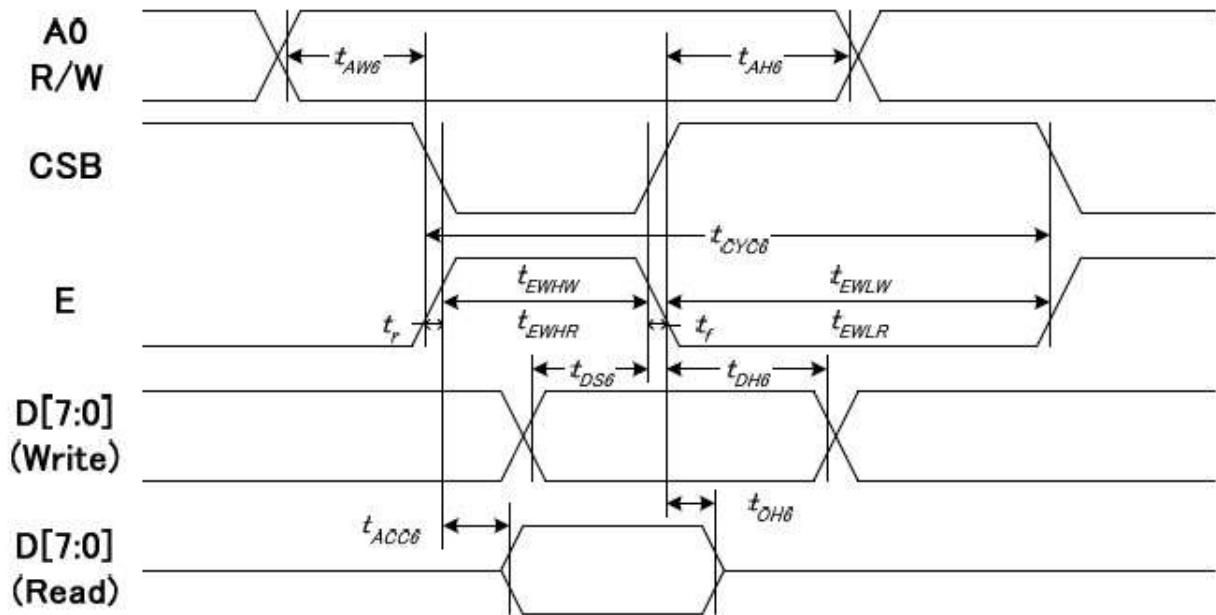 A0
R/W
tAW6
tAH6
CSB
tCYC6
E
tEWHW
tEWLW
tr
tEWHR
tf
tEWLR
tDS6
tDH6
D[7:0]
(Write)
tACC6
tOH6
D[7:0]
(Read)